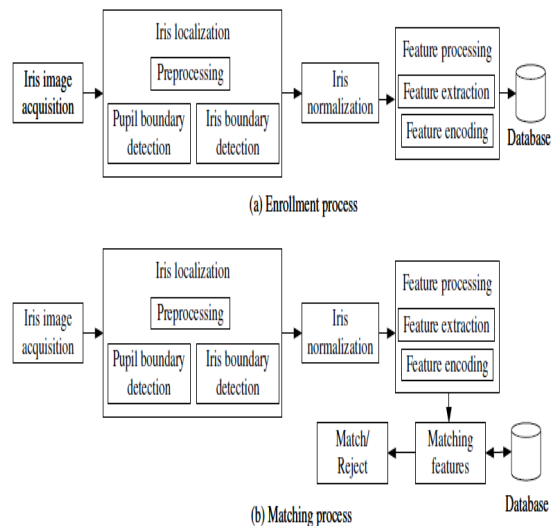 Iris image
acquisition
Iris localization
Preprocessing
Pupil boundary
detection
Iris boundary
detection
Iris
normalization
Feature processing
Feature extraction
Feature encoding
Database
(a) Enrollment process
Iris image
acquisition
Iris localization
Preprocessing
Pupil boundary
detection
Iris boundary
detection
Iris
normalization
Feature processing
Feature extraction
Feature encoding
Match/
Reject
Matching
features
Database
(b) Matching process